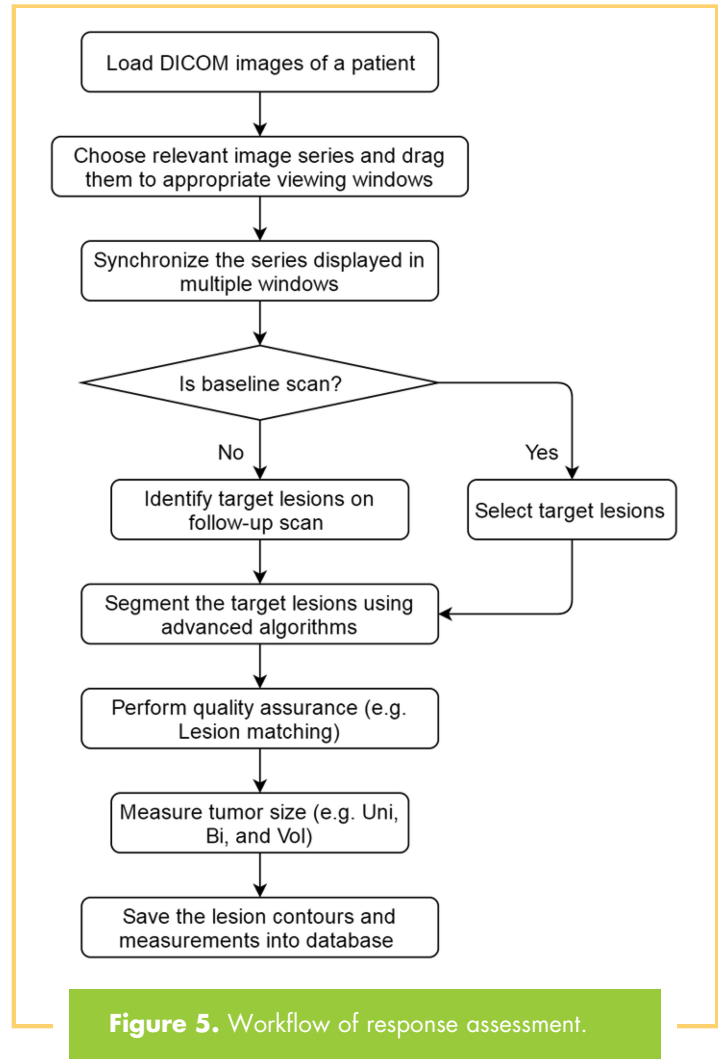 Load DICOM images of a patient
Choose relevant image series and drag
them to appropriate viewing windows
Synchronize the series displayed in
multiple windows
Is baseline scan?
No
Yes
Identify target lesions on
follow-up scan
Select target lesions
Segment the target lesions using
advanced algorithms
Perform quality assurance (e.g.
Lesion matching)
Measure tumor size (e.g. Uni,
Bi, and Vol)
Save the lesion contours and
measurements into database
Figure 5. Workflow of response assessment.